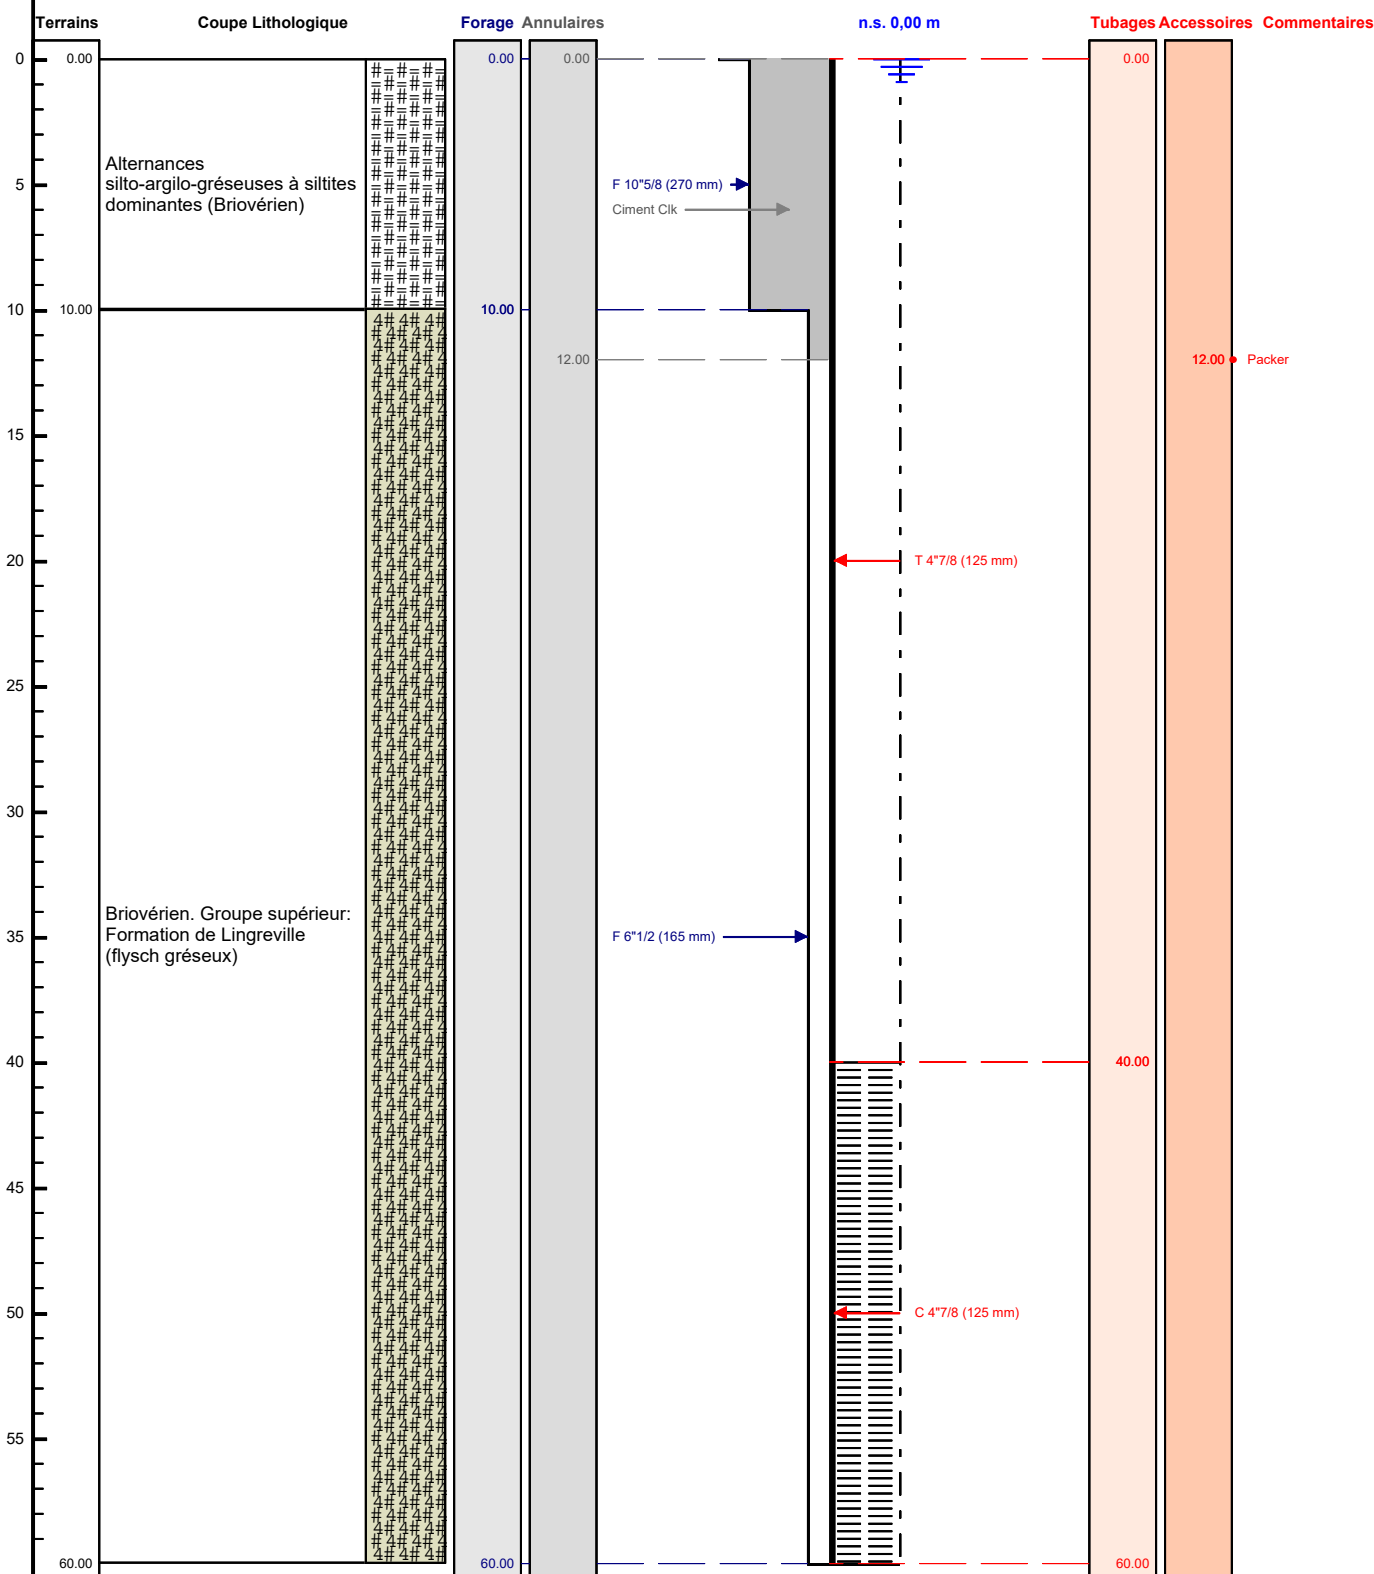 Terrains Coupe Lithologique Forage Annulaires n.s. 0,00 m Tubages Accessoires Commentaires
0 0.00 0.00 0.00 0.00
Alternances
silto-argilo-gréseuses à siltites
dominantes (Briovérien)
5 F 10"5/8 (270 mm)
Ciment Clk
10 10.00 10.00
12.00 12.00 Packer
15
20 T 4"7/8 (125 mm)
25
30
Briovérien. Groupe supérieur:
Formation de Lingreville
(flysch gréseux)
35 F 6"1/2 (165 mm)
40 40.00
45
50 C 4"7/8 (125 mm)
55
60.00 60.00 60.00